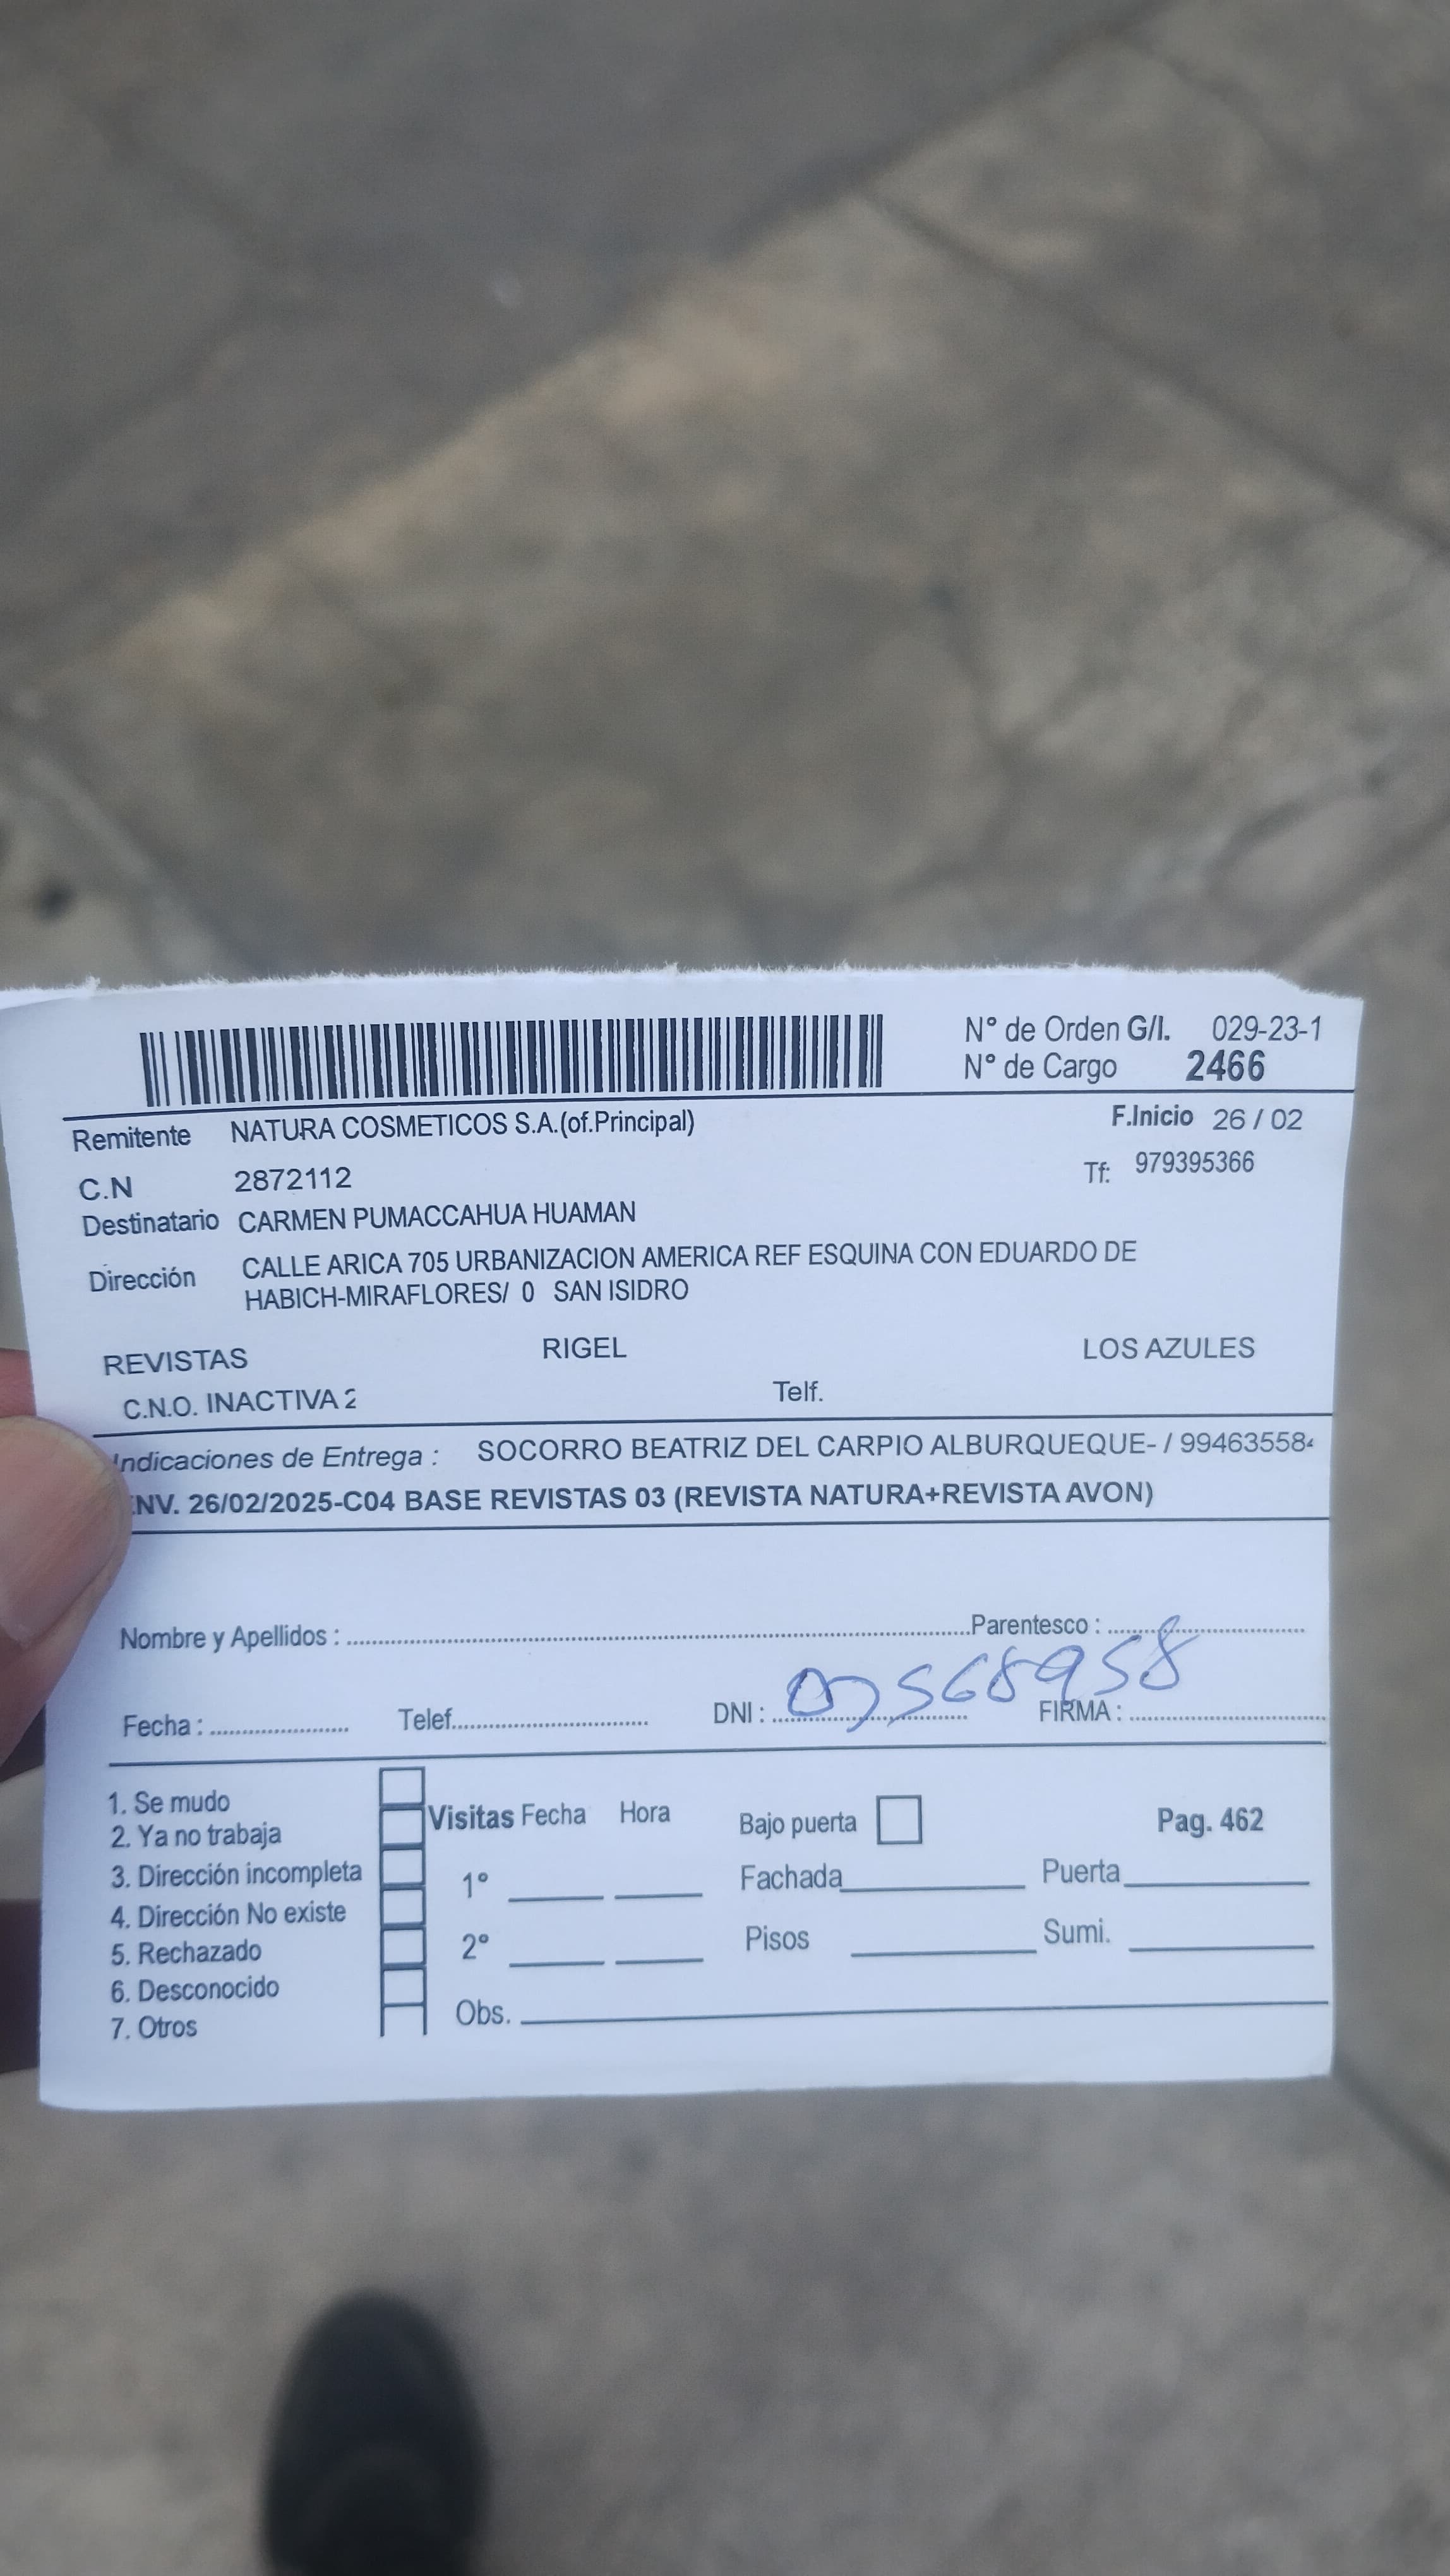 N° de Orden G/I. 029-23-1
N° de Cargo 2466
Remitente NATURA COSMETICOS S.A.(of.Principal) F.Inicio 26 / 02
C.N 2872112 Tf: 979395366
Destinatario CARMEN PUMACCAHUA HUAMAN
Dirección CALLE ARICA 705 URBANIZACION AMERICA REF ESQUINA CON EDUARDO DE
HABICH-MIRAFLORES/ 0 SAN ISIDRO
REVISTAS RIGEL LOS AZULES
C.N.O. INACTIVA 2 Telf.
Indicaciones de Entrega : SOCORRO BEATRIZ DEL CARPIO ALBURQUEQUE- / 99463558
NV. 26/02/2025-C04 BASE REVISTAS 03 (REVISTA NATURA+REVISTA AVON)
Nombre y Apellidos : Parentesco :
Fecha : Telef. DNI : 07568958 FIRMA :
1. Se mudo
2. Ya no trabaja
3. Dirección incompleta
4. Dirección No existe
5. Rechazado
6. Desconocido
7. Otros
Visitas Fecha Hora
1°
2°
Obs.
Bajo puerta Pag. 462
Fachada Puerta
Pisos Sumi.